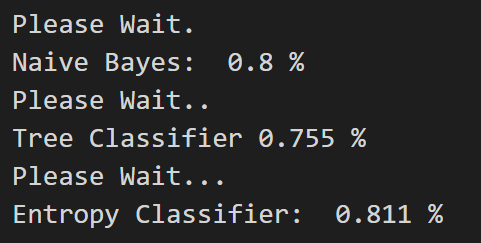 Please Wait.
Naive Bayes:  0.8 %
Please Wait..
Tree Classifier 0.755 %
Please Wait...
Entropy Classifier:  0.811 %